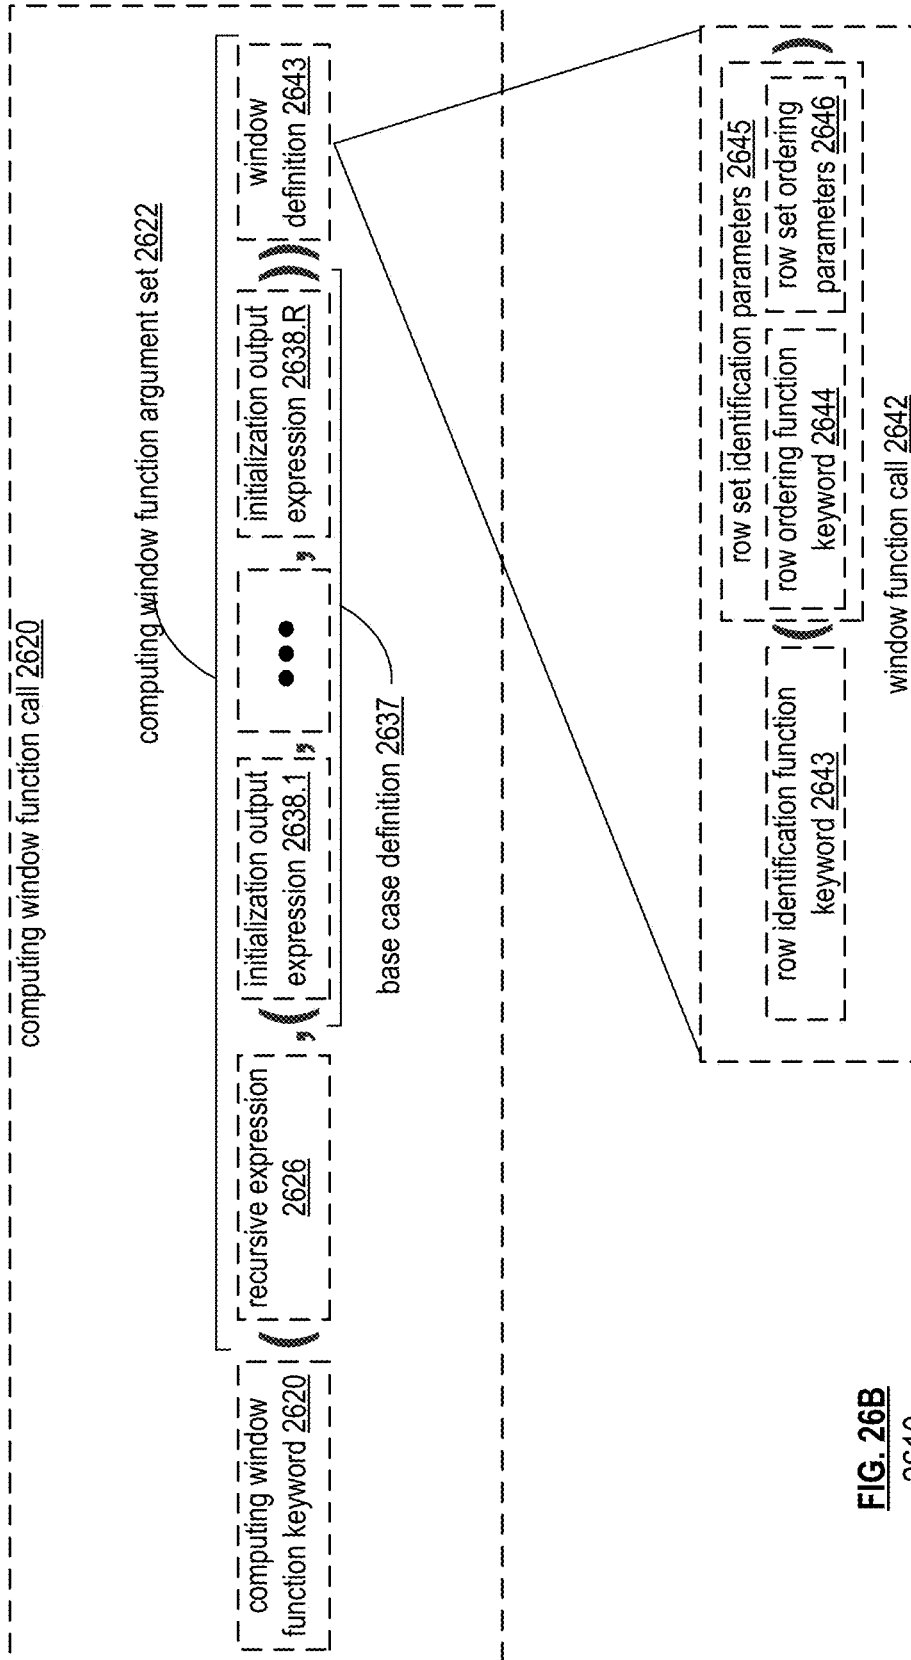 computing window function call 2620
computing window function argument set 2622
computing window
function keyword 2620
(
recursive expression
2626
,
(
initialization output
expression 2638.1
,
●●●
,
initialization output
expression 2638.R
)
)
window
definition 2643
base case definition 2637
row identification function
keyword 2643
(
row set identification parameters 2645
row ordering function
keyword 2644
row set ordering
parameters 2646
)
window function call 2642
FIG. 26B